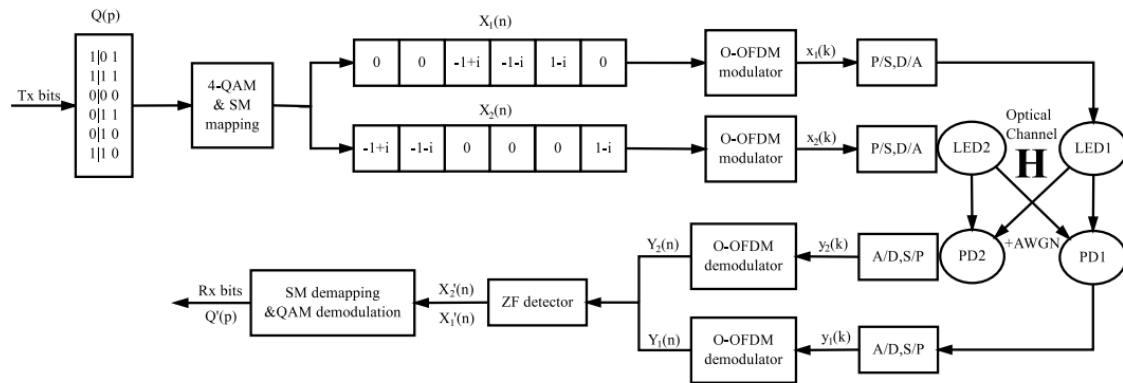 Q(p)
1|0 1
1|1 1
0|0 0
0|1 1
0|1 0
1|1 0
Tx bits
4-QAM
& SM
mapping
X₁(n)
0 0 -1+i -1-i 1-i 0
X₂(n)
-1+i -1-i 0 0 0 1-i
O-OFDM
modulator
x₁(k)
P/S,D/A
O-OFDM
modulator
x₂(k)
P/S,D/A
Optical
Channel
H
LED2
LED1
+AWGN
PD2
PD1
A/D,S/P
y₂(k)
O-OFDM
demodulator
Y₂(n)
A/D,S/P
y₁(k)
O-OFDM
demodulator
Y₁(n)
ZF detector
X₂'(n)
X₁'(n)
SM demapping
&QAM demodulation
Rx bits
Q'(p)